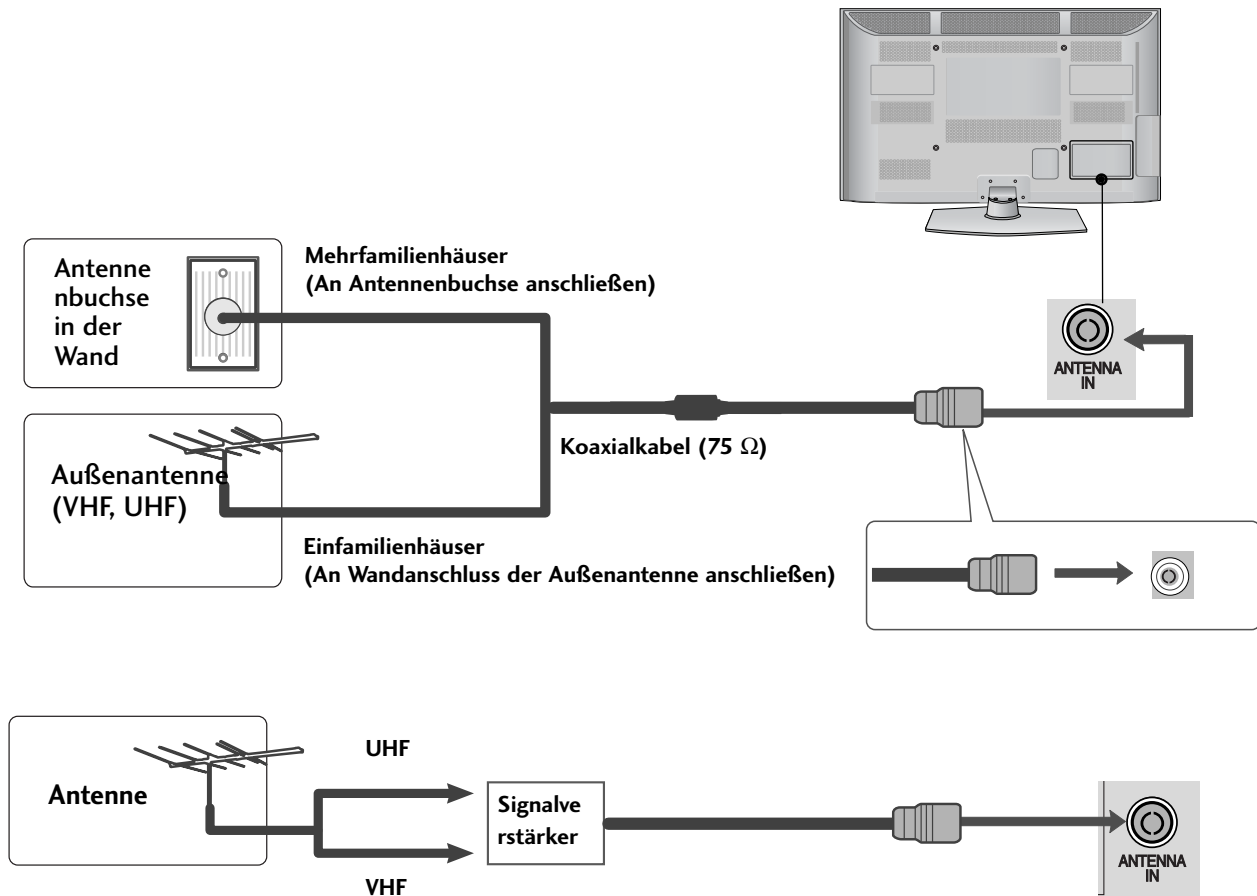 Antenne
nbuchse
in der
Wand
Mehrfamilienhäuser
(An Antennenbuchse anschließen)
ANTENNA
IN
Koaxialkabel (75 Ω)
Außenantenne
(VHF, UHF)
Einfamilienhäuser
(An Wandanschluss der Außenantenne anschließen)
Antenne
UHF
VHF
Signalve
rstärker
ANTENNA
IN